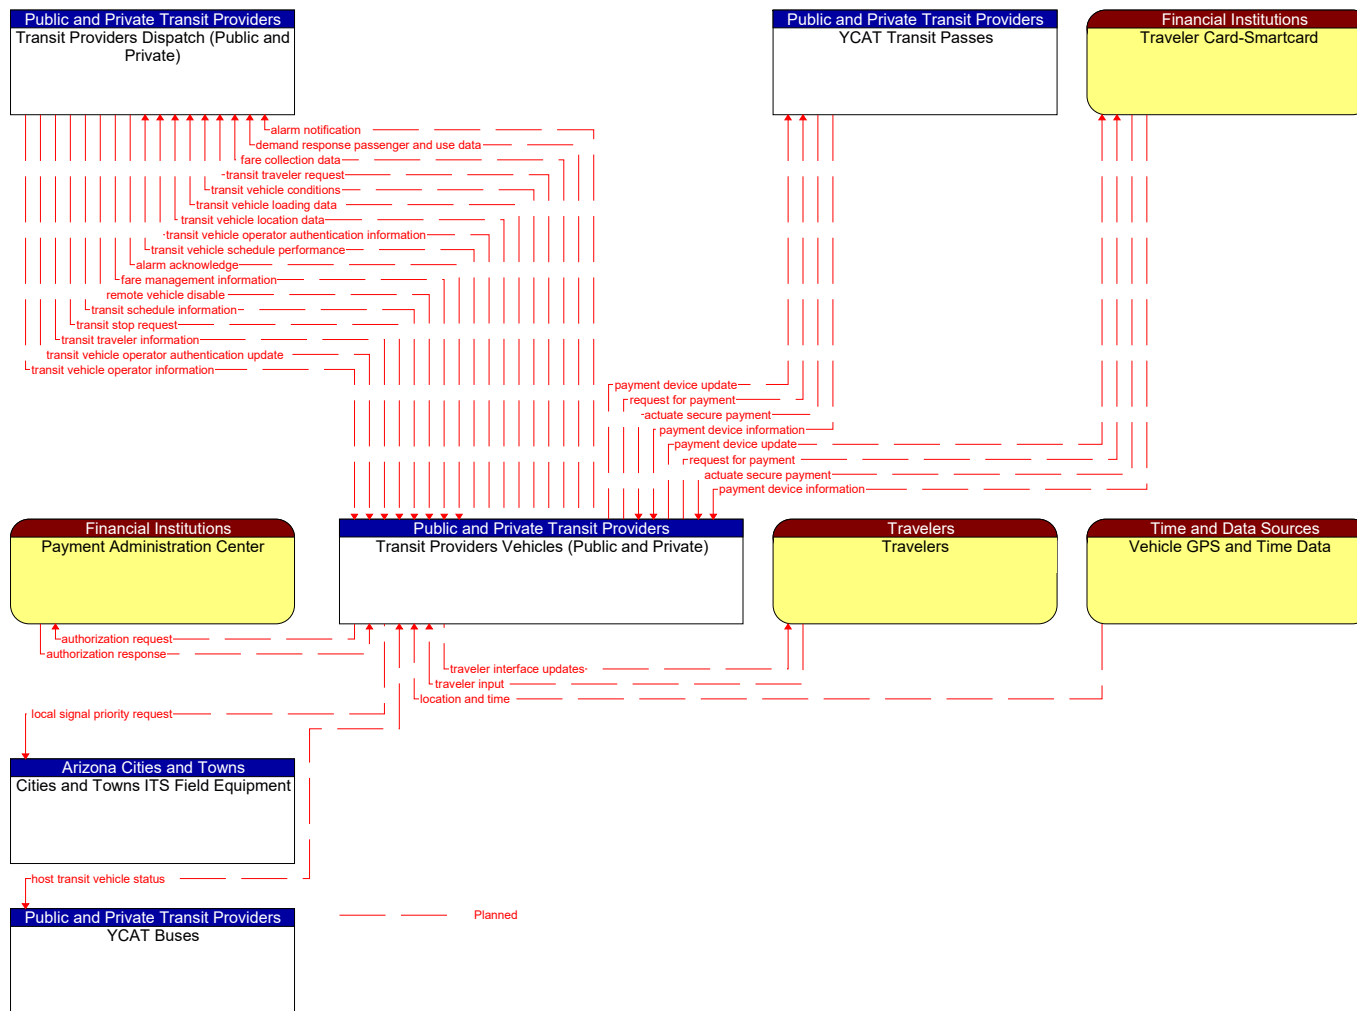 Public and Private Transit Providers
Transit Providers Dispatch (Public and
Private)
Public and Private Transit Providers
YCAT Transit Passes
Financial Institutions
Traveler Card-Smartcard
alarm notification
demand response passenger and use data
fare collection data
transit traveler request
transit vehicle conditions
transit vehicle loading data
transit vehicle location data
transit vehicle operator authentication information
transit vehicle schedule performance
alarm acknowledge
fare management information
remote vehicle disable
transit schedule information
transit stop request
transit traveler information
transit vehicle operator authentication update
transit vehicle operator information
payment device update
request for payment
actuate secure payment
payment device information
payment device update
request for payment
actuate secure payment
payment device information
Financial Institutions
Payment Administration Center
Public and Private Transit Providers
Transit Providers Vehicles (Public and Private)
Travelers
Travelers
Time and Data Sources
Vehicle GPS and Time Data
authorization request
authorization response
traveler interface updates
traveler input
location and time
local signal priority request
Arizona Cities and Towns
Cities and Towns ITS Field Equipment
host transit vehicle status
Public and Private Transit Providers
YCAT Buses
Planned